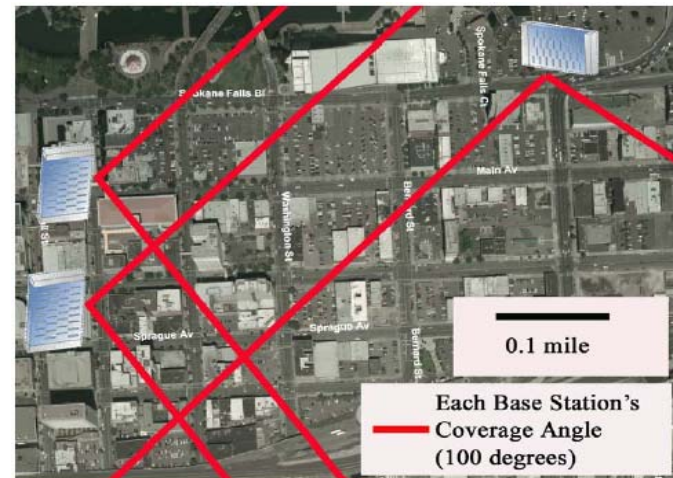 Spokane Falls Bl
Spokane Falls Ct
Main Av
Washington St
Bernard St
Sprague Av
Sprague Av
Bernard St
0.1 mile
Each Base Station's
Coverage Angle
(100 degrees)